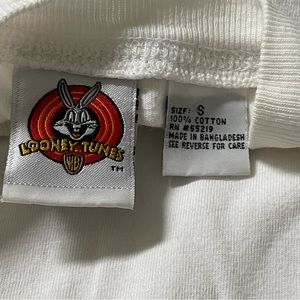 LOONEY TUNES
WB
TM
SIZE: S
100% COTTON
RN #55219
MADE IN BANGLADESH
SEE REVERSE FOR CARE